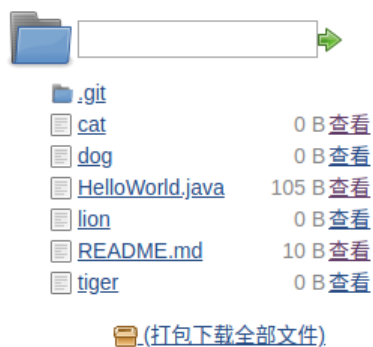 .git
cat 0 B 查看
dog 0 B 查看
HelloWorld.java 105 B 查看
lion 0 B 查看
README.md 10 B 查看
tiger 0 B 查看
(打包下载全部文件)